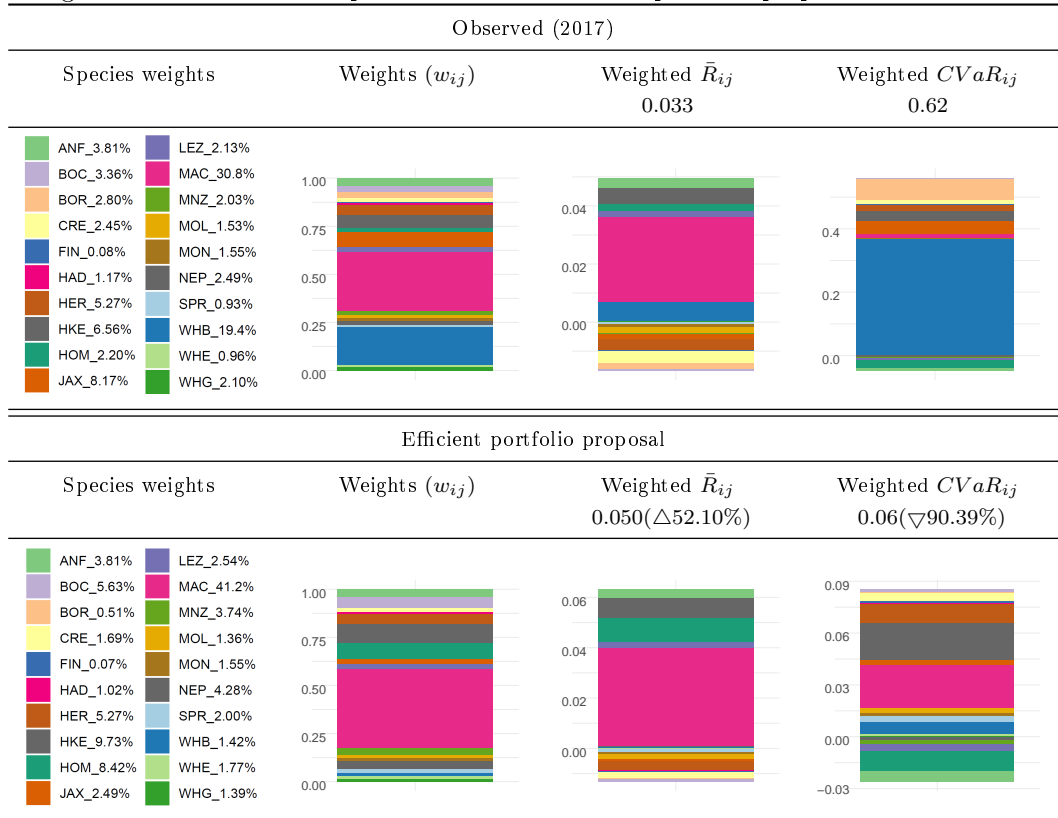 Observed (2017)
Species weights Weights (w_ij) Weighted R̄_ij Weighted CVaR_ij
0.033 0.62
ANF_3.81% LEZ_2.13%
BOC_3.36% MAC_30.8%
BOR_2.80% MNZ_2.03%
CRE_2.45% MOL_1.53%
FIN_0.08% MON_1.55%
HAD_1.17% NEP_2.49%
HER_5.27% SPR_0.93%
HKE_6.56% WHB_19.4%
HOM_2.20% WHE_0.96%
JAX_8.17% WHG_2.10%
1.00
0.75
0.50
0.25
0.00
0.04
0.02
0.00
0.4
0.2
0.0
Efficient portfolio proposal
Species weights Weights (w_ij) Weighted R̄_ij Weighted CVaR_ij
0.050(△52.10%) 0.06(▽90.39%)
ANF_3.81% LEZ_2.54%
BOC_5.63% MAC_41.2%
BOR_0.51% MNZ_3.74%
CRE_1.69% MOL_1.36%
FIN_0.07% MON_1.55%
HAD_1.02% NEP_4.28%
HER_5.27% SPR_2.00%
HKE_9.73% WHB_1.42%
HOM_8.42% WHE_1.77%
JAX_2.49% WHG_1.39%
1.00
0.75
0.50
0.25
0.00
0.06
0.04
0.02
0.00
0.09
0.06
0.03
0.00
−0.03